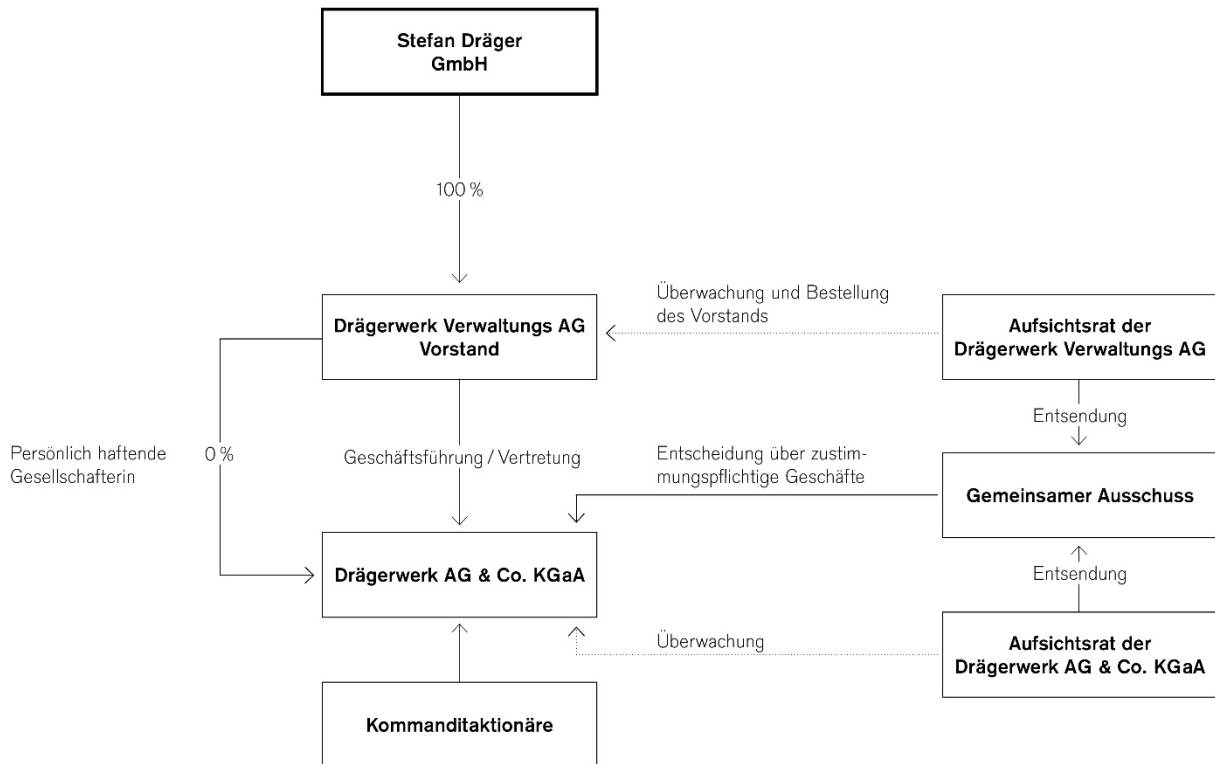 Stefan Dräger
GmbH
100 %
Drägerwerk Verwaltungs AG
Vorstand
Überwachung und Bestellung
des Vorstands
Aufsichtsrat der
Drägerwerk Verwaltungs AG
Entsendung
Persönlich haftende
Gesellschafterin
0 %
Geschäftsführung / Vertretung
Entscheidung über zustim-
mungspflichtige Geschäfte
Gemeinsamer Ausschuss
Drägerwerk AG & Co. KGaA
Entsendung
Überwachung
Aufsichtsrat der
Drägerwerk AG & Co. KGaA
Kommanditaktionäre